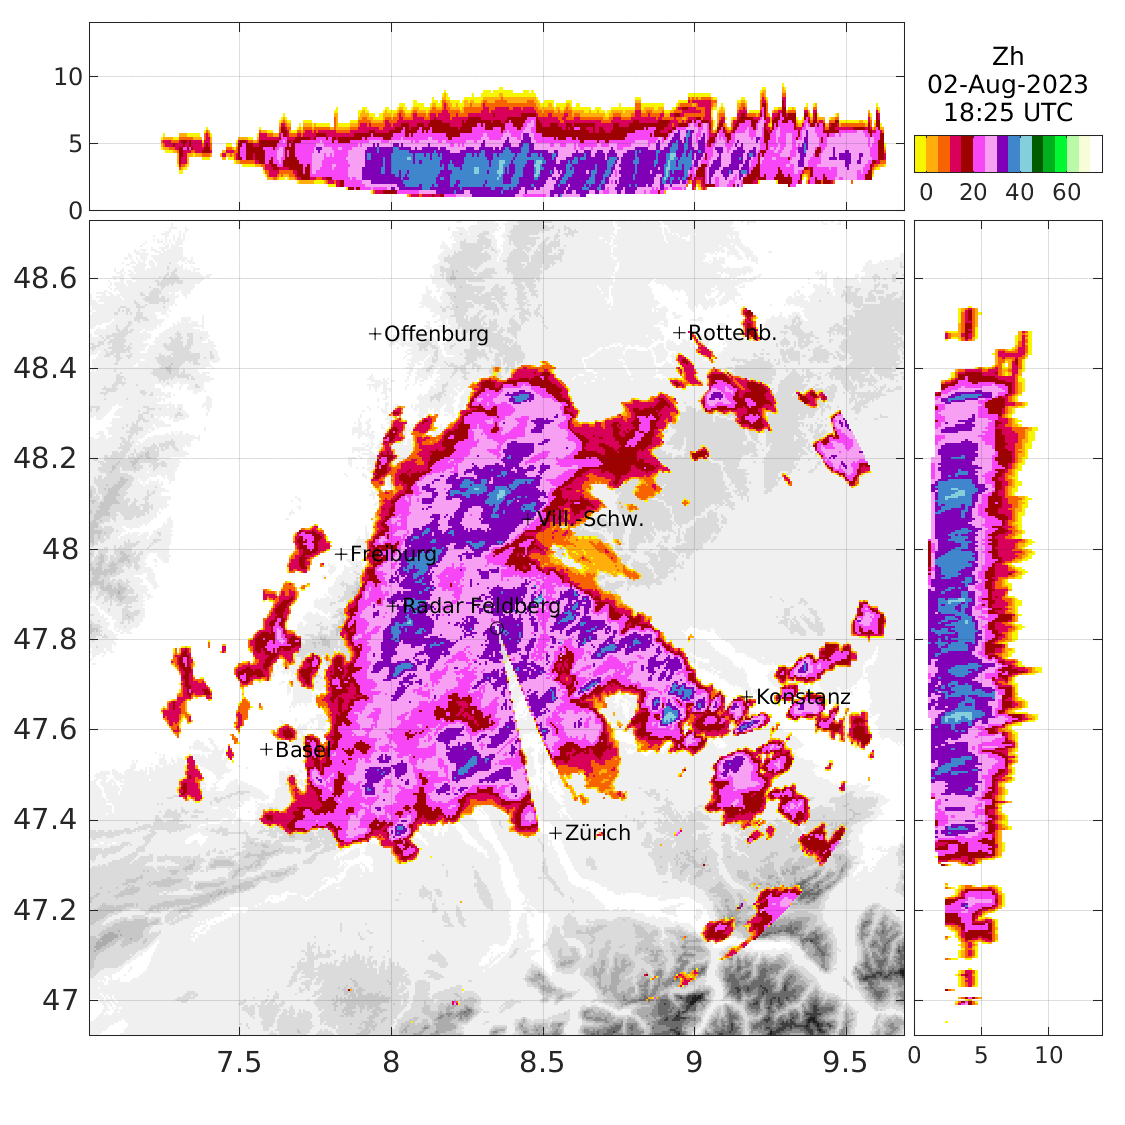 10
5
0
Zh
02-Aug-2023
18:25 UTC
0 20 40 60
48.6
48.4
48.2
48
47.8
47.6
47.4
47.2
47
Offenburg
Rottenb.
Vill.-Schw.
Freiburg
Radar Feldberg
Konstanz
Basel
Zürich
7.5 8 8.5 9 9.5
0 5 10